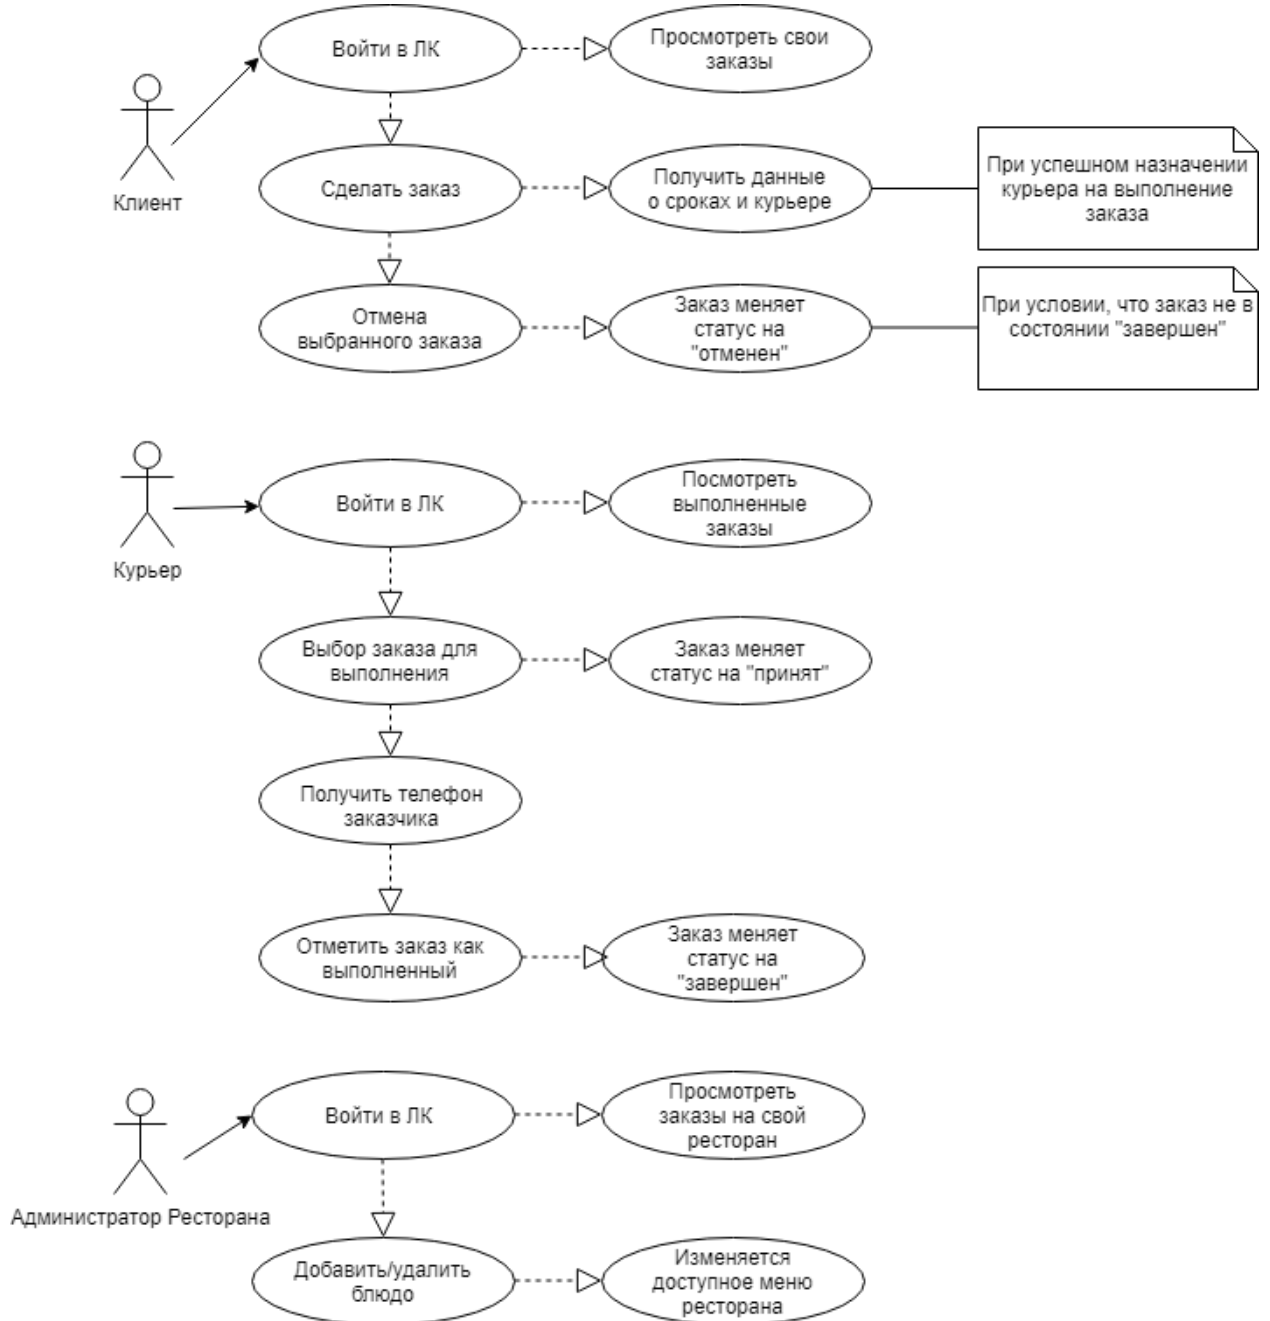 Войти в ЛК
Просмотреть свои
заказы
Клиент
Сделать заказ
Получить данные
о сроках и курьере
При успешном назначении
курьера на выполнение
заказа
Отмена
выбранного заказа
Заказ меняет
статус на
"отменен"
При условии, что заказ не в
состоянии "завершен"
Курьер
Войти в ЛК
Посмотреть
выполненные
заказы
Выбор заказа для
выполнения
Заказ меняет
статус на "принят"
Получить телефон
заказчика
Отметить заказ как
выполненный
Заказ меняет
статус на
"завершен"
Администратор Ресторана
Войти в ЛК
Просмотреть
заказы на свой
ресторан
Добавить/удалить
блюдо
Изменяется
доступное меню
ресторана